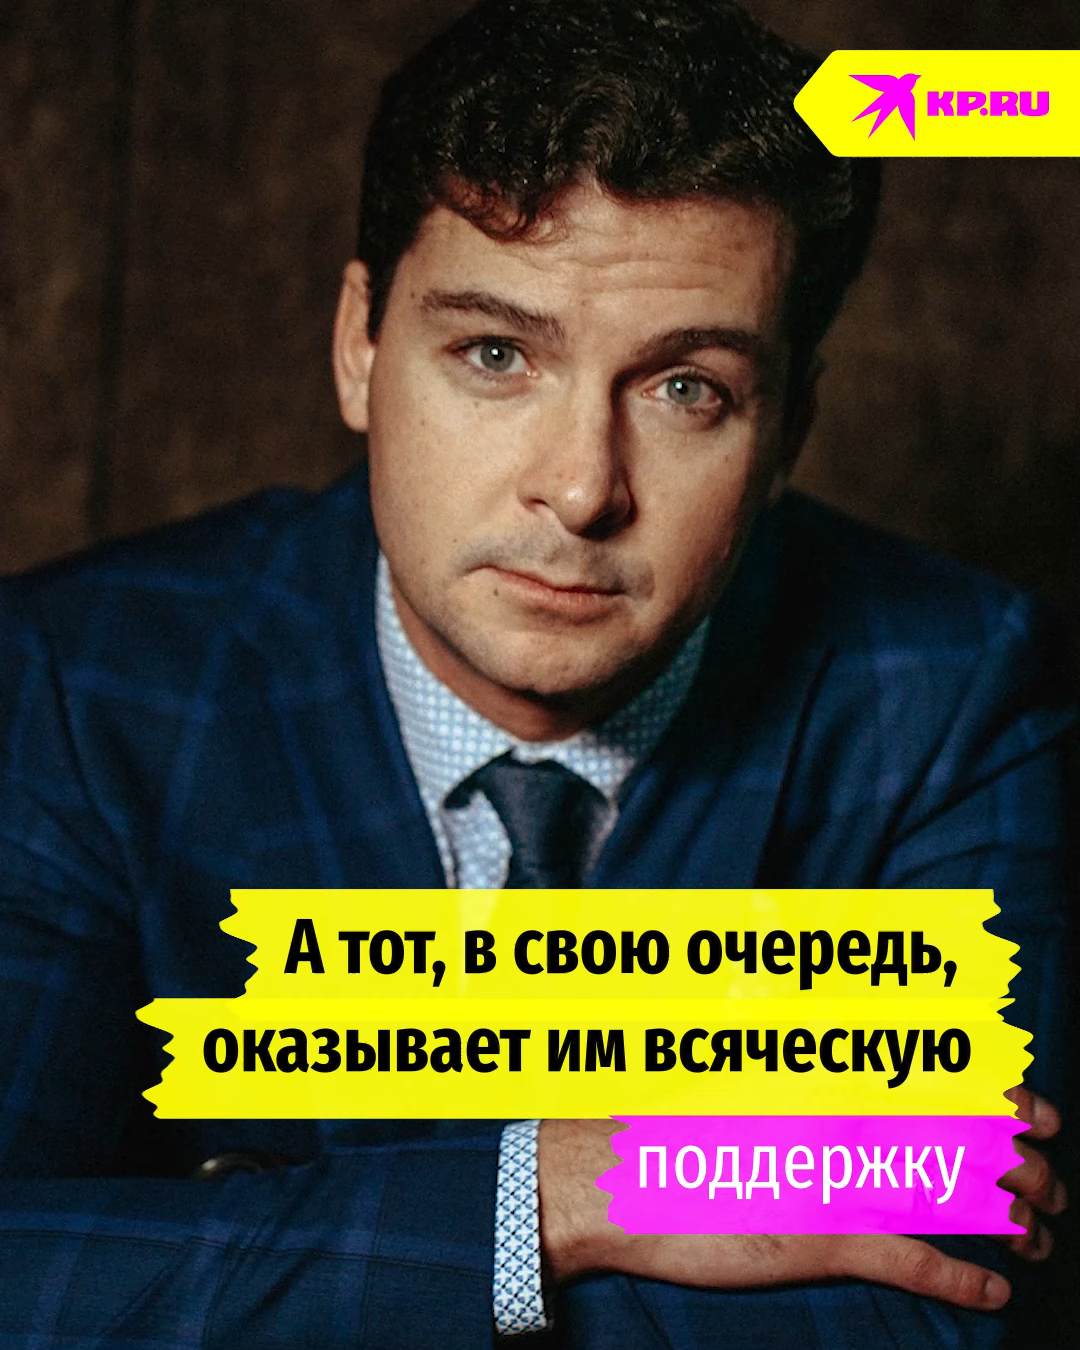 KP.RU
А тот, в свою очередь,
оказывает им всяческую
поддержку